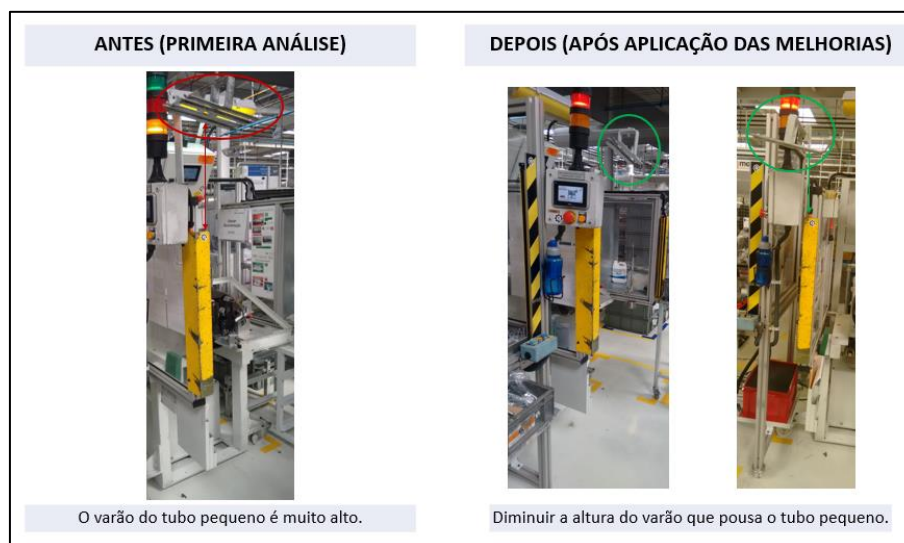 ANTES (PRIMEIRA ANÁLISE)
DEPOIS (APÓS APLICAÇÃO DAS MELHORIAS)
O varão do tubo pequeno é muito alto.
Diminuir a altura do varão que pousa o tubo pequeno.